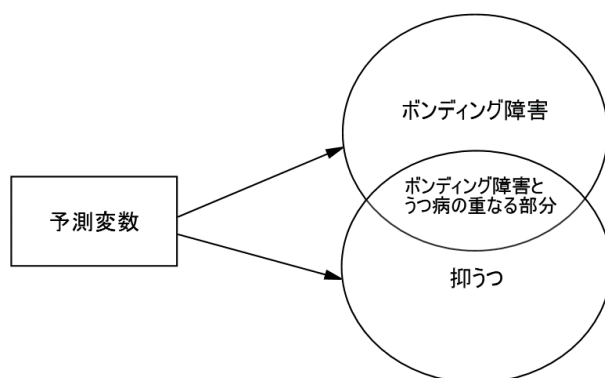 ボンディング障害
ボンディング障害と
うつ病の重なる部分
予測変数
抑うつ